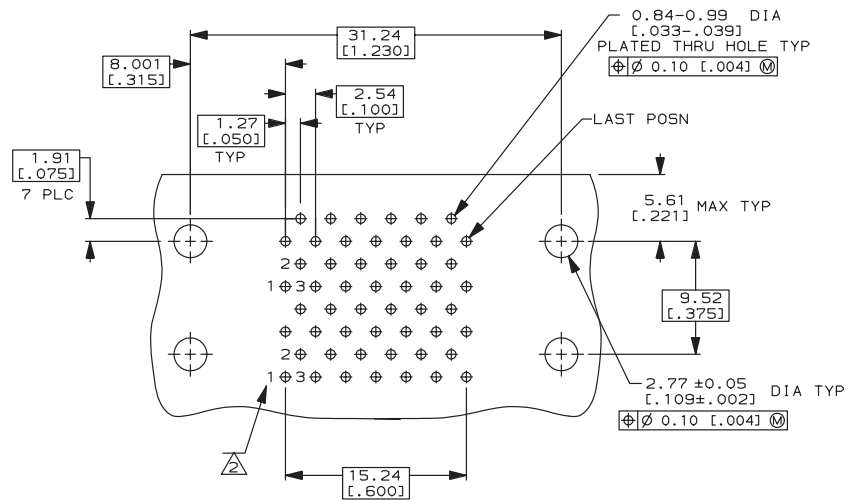 0.84-0.99 DIA
[.033-.039]
PLATED THRU HOLE TYP
⌖ Ø 0.10 [.004] Ⓜ
31.24
[1.230]
8.001
[.315]
2.54
[.100]
TYP
1.27
[.050]
TYP
LAST POSN
1.91
[.075]
7 PLC
5.61
[.221]
MAX TYP
2
1 3
9.52
[.375]
2
1 3
2.77 ±0.05
[.109±.002]
DIA TYP
⌖ Ø 0.10 [.004] Ⓜ
2
15.24
[.600]